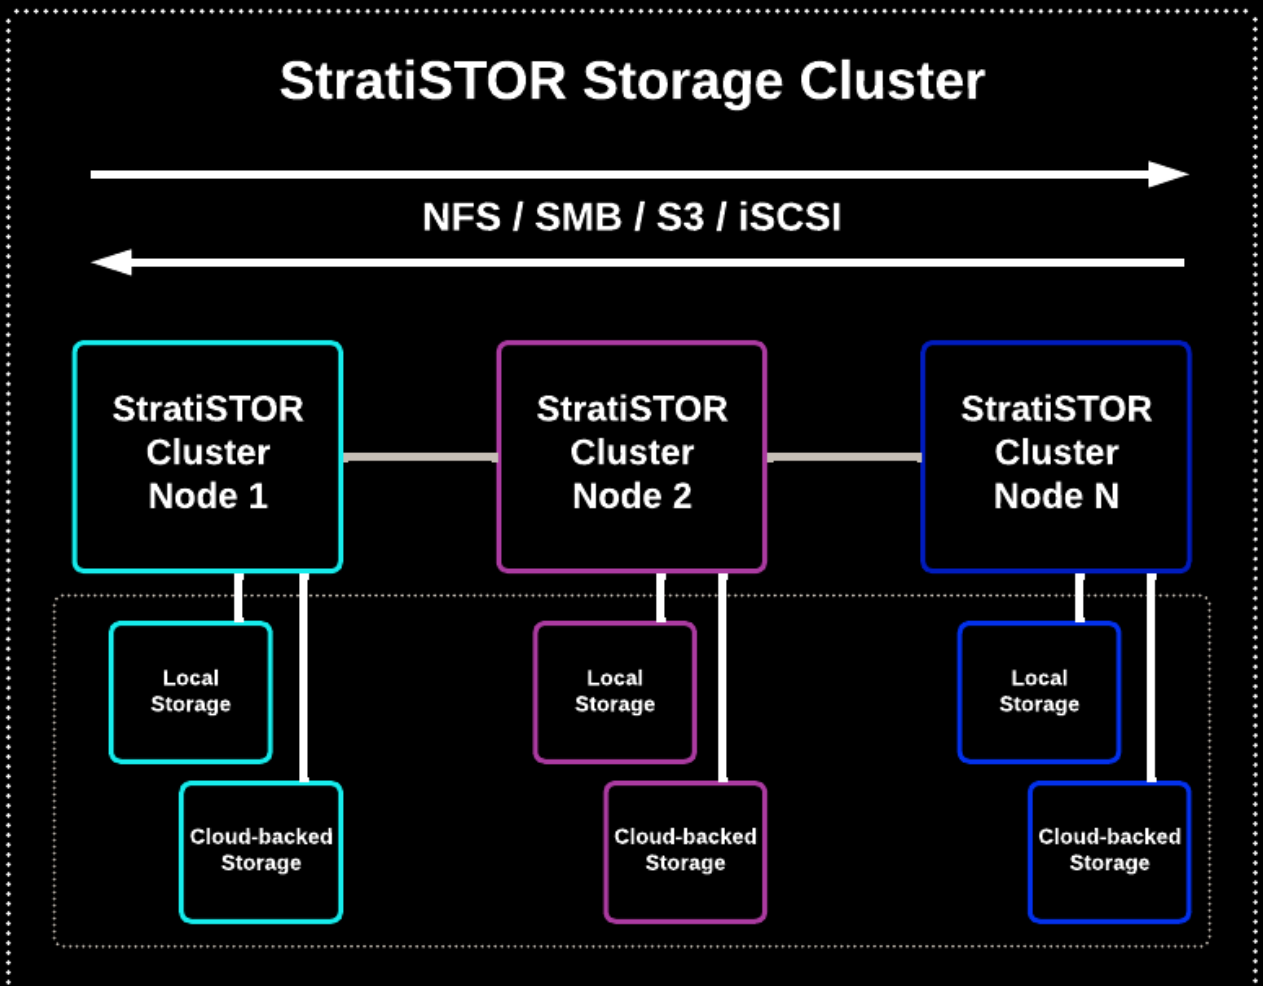 StratiSTOR Storage Cluster
NFS / SMB / S3 / iSCSI
StratiSTOR
Cluster
Node 1
StratiSTOR
Cluster
Node 2
StratiSTOR
Cluster
Node N
Local
Storage
Local
Storage
Local
Storage
Cloud-backed
Storage
Cloud-backed
Storage
Cloud-backed
Storage